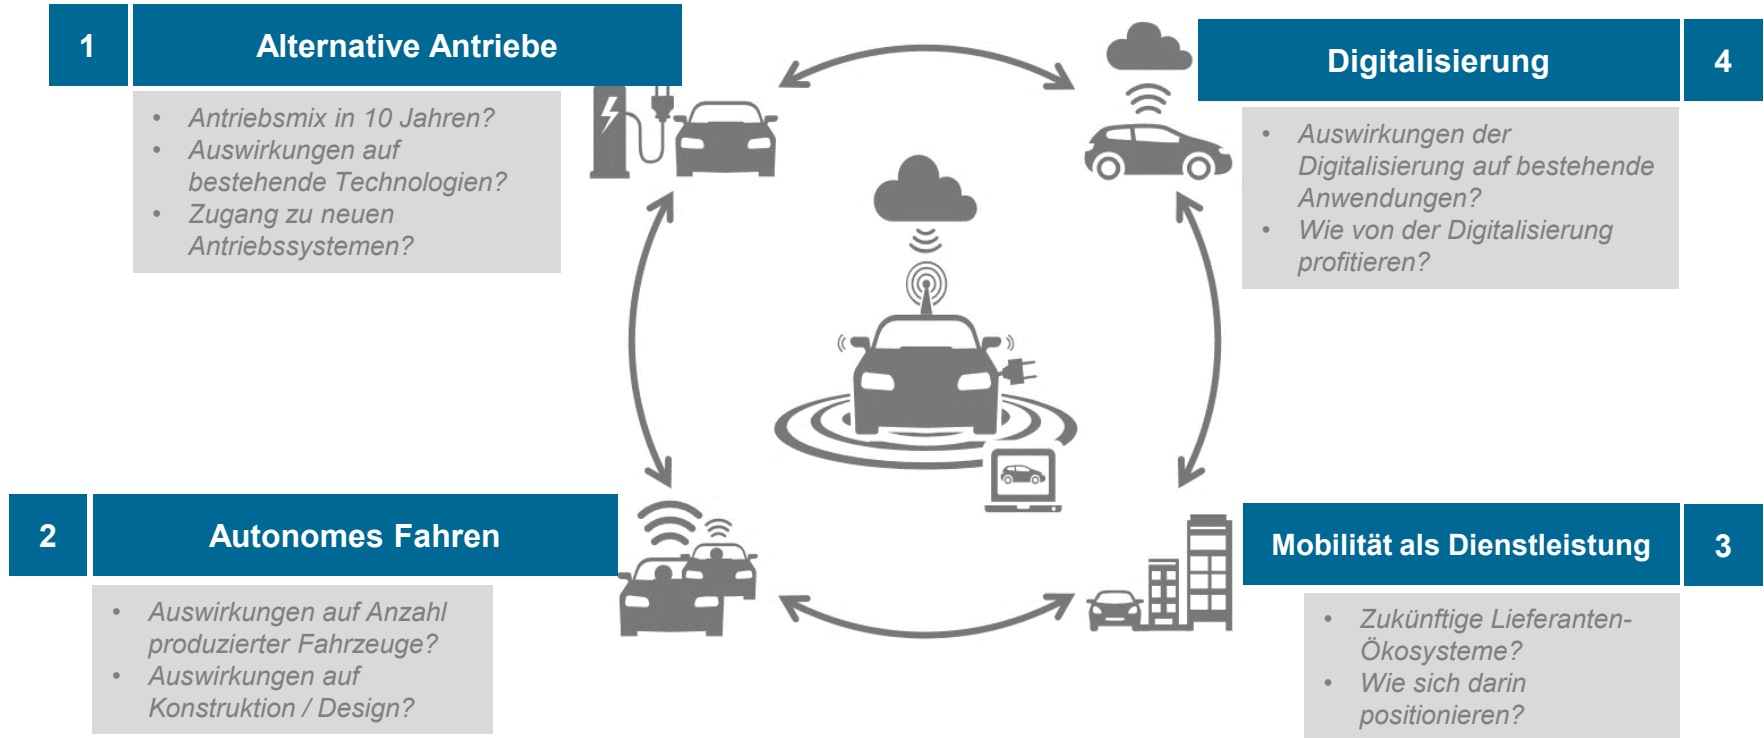 1
Alternative Antriebe
• Antriebsmix in 10 Jahren?
• Auswirkungen auf
bestehende Technologien?
• Zugang zu neuen
Antriebssystemen?
2
Autonomes Fahren
• Auswirkungen auf Anzahl
produzierter Fahrzeuge?
• Auswirkungen auf
Konstruktion / Design?
Mobilität als Dienstleistung
3
• Zukünftige Lieferanten-
Ökosysteme?
• Wie sich darin
positionieren?
Digitalisierung
4
• Auswirkungen der
Digitalisierung auf bestehende
Anwendungen?
• Wie von der Digitalisierung
profitieren?